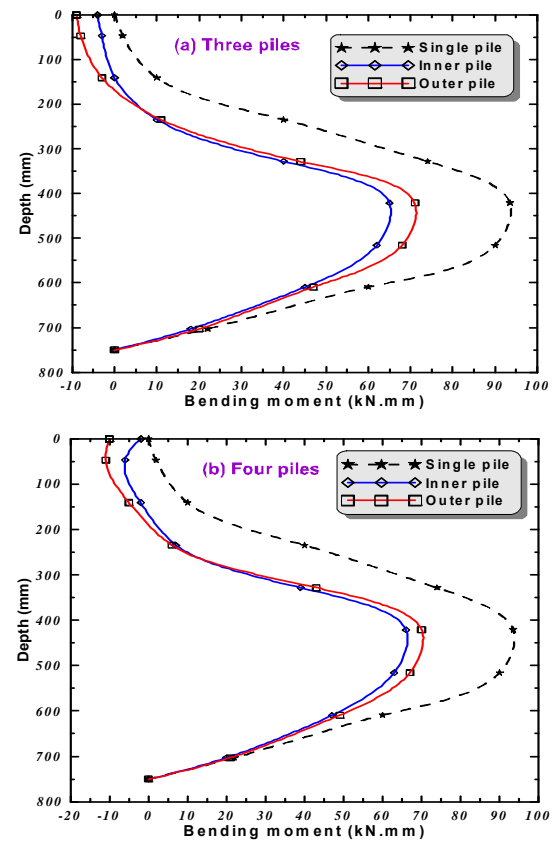 (a) Three piles
Single pile
Inner pile
Outer pile
0
100
200
300
400
500
600
700
800
Depth (mm)
-10 0 10 20 30 40 50 60 70 80 90 100
Bending moment (kN.mm)
(b) Four piles
Single pile
Inner pile
Outer pile
0
100
200
300
400
500
600
700
800
Depth (mm)
-20 -10 0 10 20 30 40 50 60 70 80 90 100
Bending moment (kN.mm)